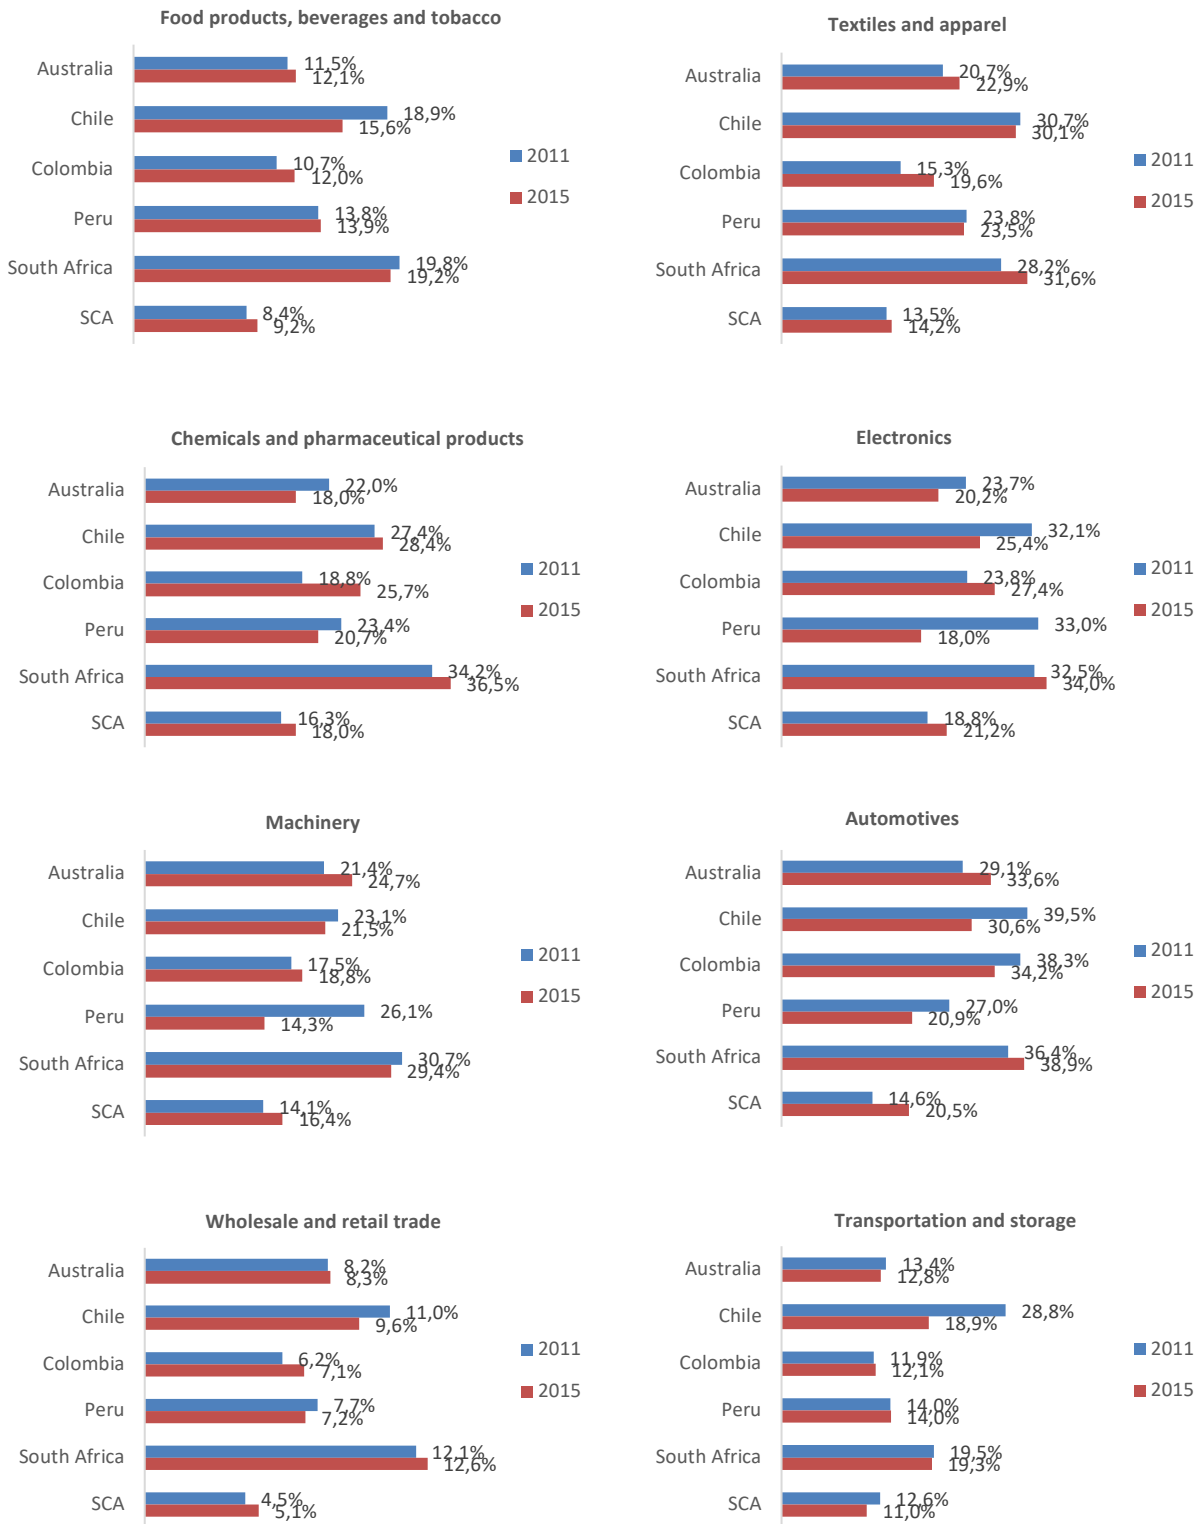 Food products, beverages and tobacco
Australia 11,5%
12,1%
Chile 18,9%
15,6%
Colombia 10,7%
12,0%
Peru 13,8%
13,9%
South Africa 19,8%
19,2%
SCA 8,4%
9,2%
2011
2015
Textiles and apparel
Australia 20,7%
22,9%
Chile 30,7%
30,1%
Colombia 15,3%
19,6%
Peru 23,8%
23,5%
South Africa 28,2%
31,6%
SCA 13,5%
14,2%
2011
2015
Chemicals and pharmaceutical products
Australia 22,0%
18,0%
Chile 27,4%
28,4%
Colombia 18,8%
25,7%
Peru 23,4%
20,7%
South Africa 34,2%
36,5%
SCA 16,3%
18,0%
2011
2015
Electronics
Australia 23,7%
20,2%
Chile 32,1%
25,4%
Colombia 23,8%
27,4%
Peru 33,0%
18,0%
South Africa 32,5%
34,0%
SCA 18,8%
21,2%
2011
2015
Machinery
Australia 21,4%
24,7%
Chile 23,1%
21,5%
Colombia 17,5%
18,8%
Peru 26,1%
14,3%
South Africa 30,7%
29,4%
SCA 14,1%
16,4%
2011
2015
Automotives
Australia 29,1%
33,6%
Chile 39,5%
30,6%
Colombia 38,3%
34,2%
Peru 27,0%
20,9%
South Africa 36,4%
38,9%
SCA 14,6%
20,5%
2011
2015
Wholesale and retail trade
Australia 8,2%
8,3%
Chile 11,0%
9,6%
Colombia 6,2%
7,1%
Peru 7,7%
7,2%
South Africa 12,1%
12,6%
SCA 4,5%
5,1%
2011
2015
Transportation and storage
Australia 13,4%
12,8%
Chile 28,8%
18,9%
Colombia 11,9%
12,1%
Peru 14,0%
14,0%
South Africa 19,5%
19,3%
SCA 12,6%
11,0%
2011
2015